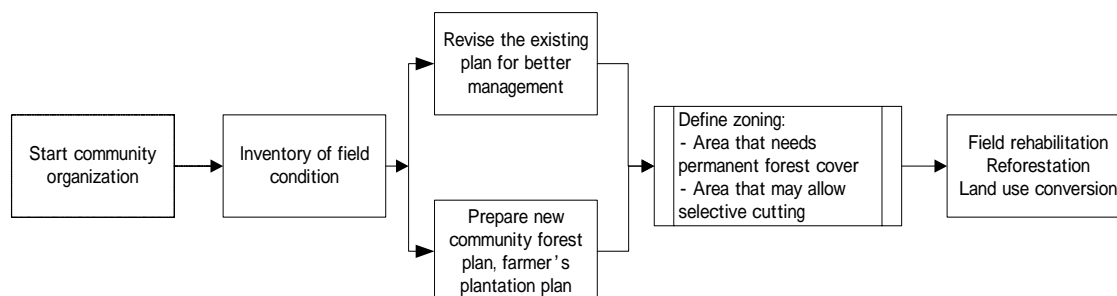 Start community
organization
Inventory of field
condition
Revise the existing
plan for better
management
Prepare new
community forest
plan, farmer’s
plantation plan
Define zoning:
- Area that needs
permanent forest cover
- Area that may allow
selective cutting
Field rehabilitation
Reforestation
Land use conversion